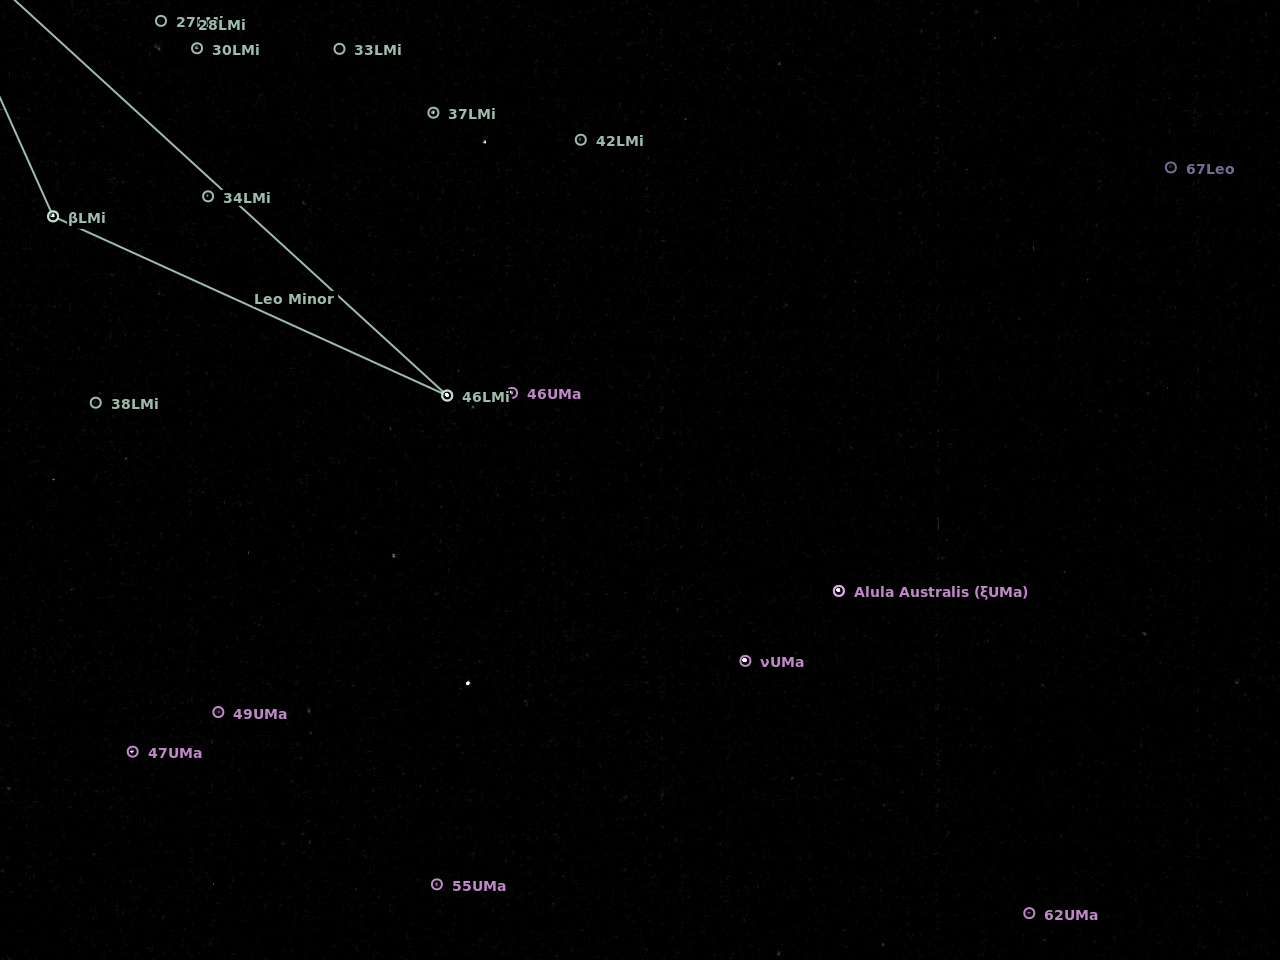 28LMi
30LMi
33LMi
37LMi
42LMi
67Leo
34LMi
βLMi
Leo Minor
46LMi
46UMa
38LMi
Alula Australis (ξUMa)
νUMa
49UMa
47UMa
55UMa
62UMa